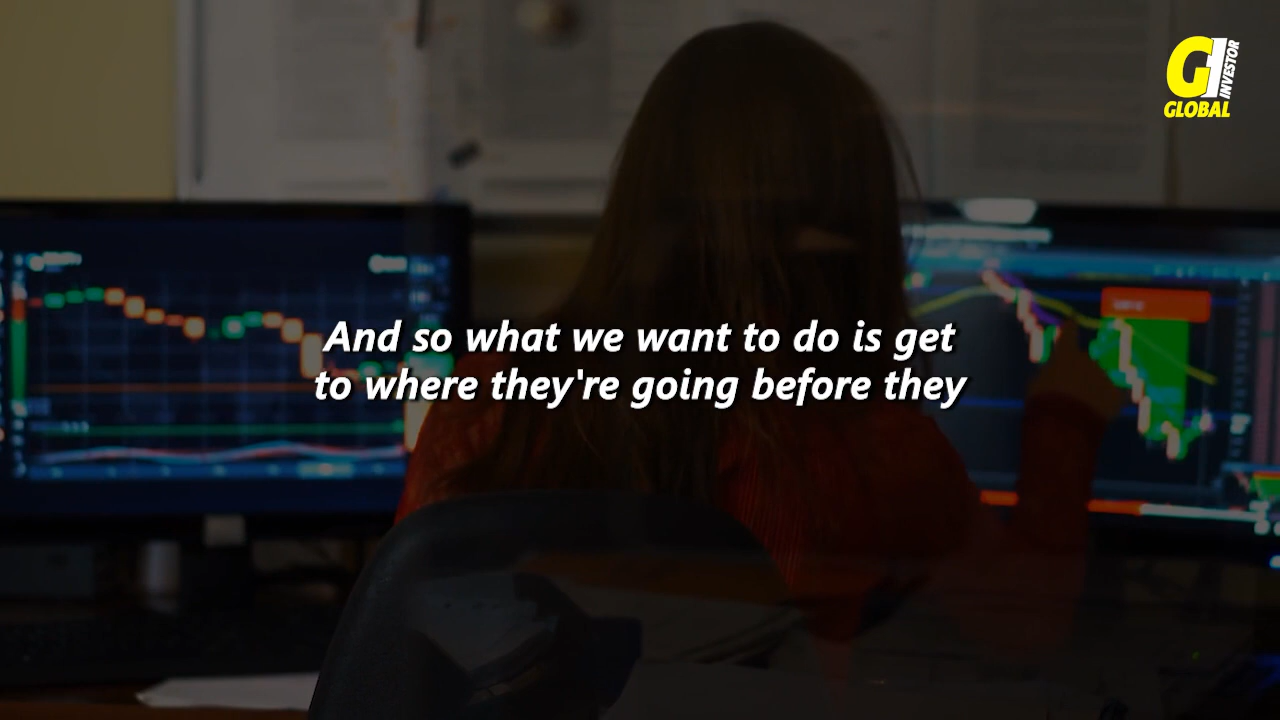 GI
INVESTOR
GLOBAL
And so what we want to do is get
to where they're going before they